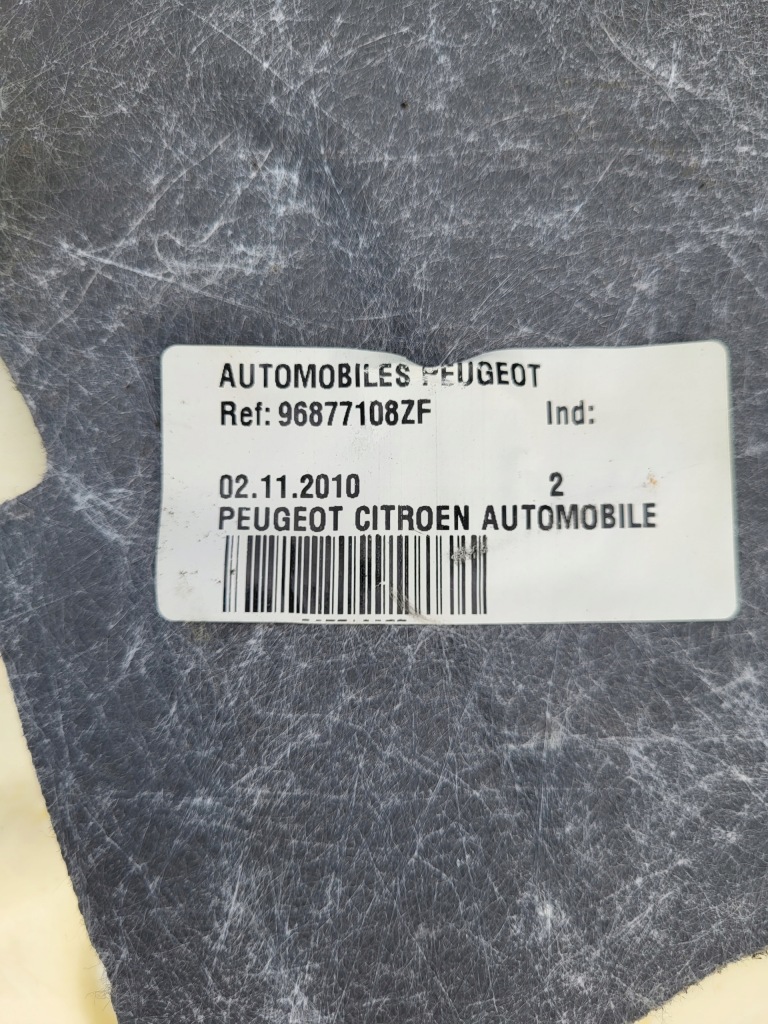 AUTOMOBILES PEUGEOT
Ref: 96877108ZF Ind:
02.11.2010 2
PEUGEOT CITROEN AUTOMOBILE